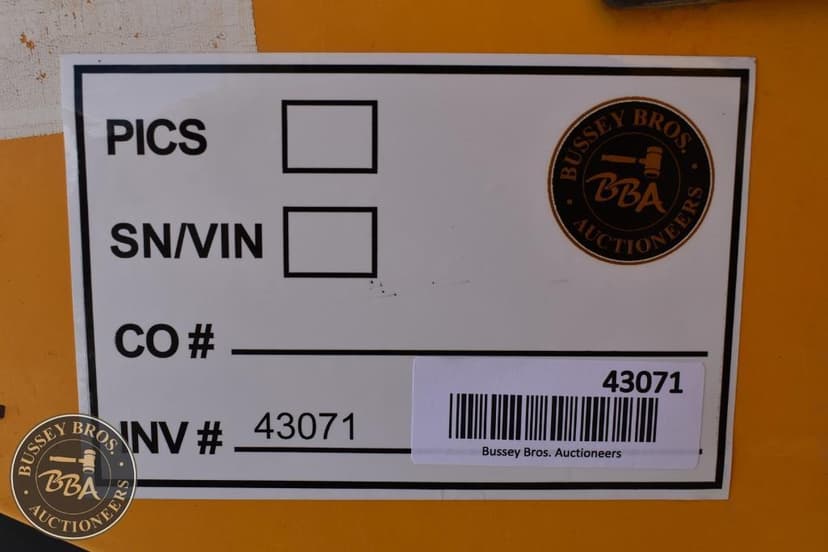 PICS
BUSSEY BROS.
BBA
AUCTIONEERS
SN/VIN
CO #
43071
INV # 43071
Bussey Bros. Auctioneers
BUSSEY BROS.
BBA
AUCTIONEERS